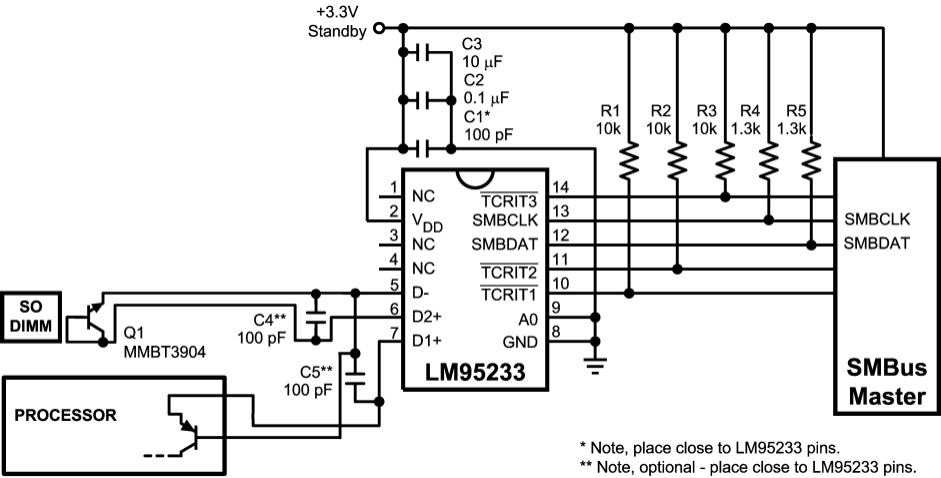 +3.3V
Standby
C3
10 µF
C2
0.1 µF
C1*
100 pF
R1
10k
R2
10k
R3
10k
R4
1.3k
R5
1.3k
1
NC
2
VDD
3
NC
4
NC
5
D-
6
D2+
7
D1+
14
TCRIT3
13
SMBCLK
12
SMBDAT
11
TCRIT2
10
TCRIT1
9
A0
8
GND
LM95233
SMBCLK
SMBDAT
SMBus
Master
SO
DIMM
Q1
MMBT3904
C4**
100 pF
C5**
100 pF
PROCESSOR
* Note, place close to LM95233 pins.
** Note, optional - place close to LM95233 pins.